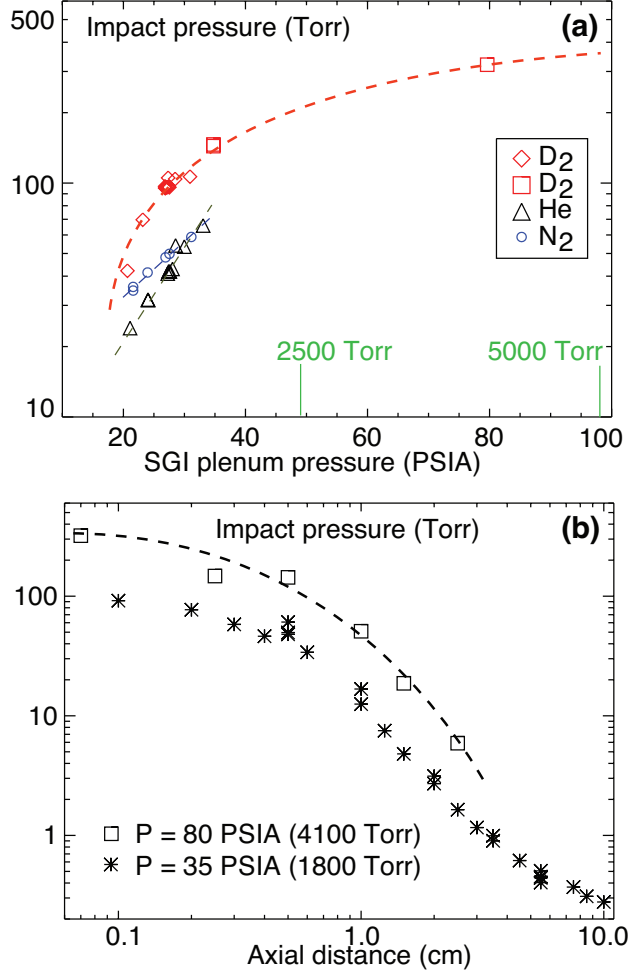 500
Impact pressure (Torr)
(a)
100
D2
D2
He
N2
2500 Torr
5000 Torr
10
20
40
60
80
100
SGI plenum pressure (PSIA)
Impact pressure (Torr)
(b)
100
10
1
P = 80 PSIA (4100 Torr)
P = 35 PSIA (1800 Torr)
0.1
1.0
10.0
Axial distance (cm)